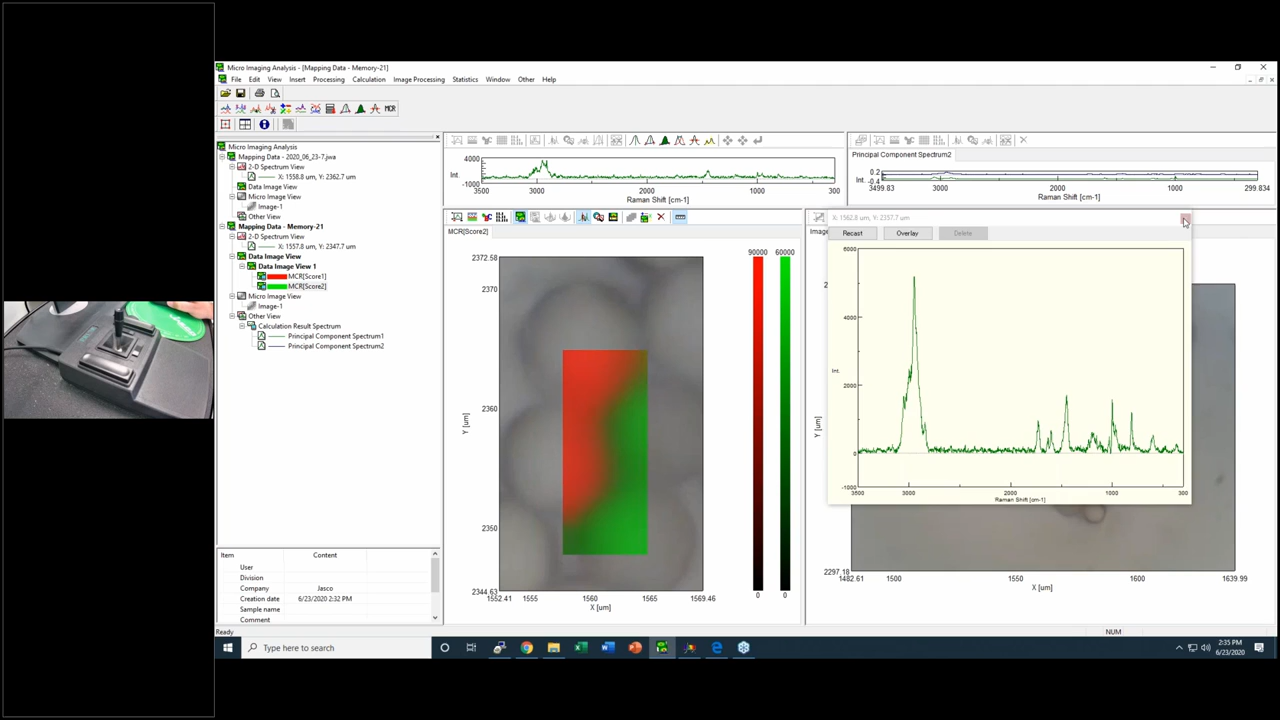 Micro Imaging Analysis - [Mapping Data - Memory-21]
File Edit View Insert Processing Calculation Image Processing Statistics Window Other Help
MCR
Micro Imaging Analysis
Mapping Data - 2020_06_23-7.jwa
2-D Spectrum View
X: 1558.8 um, Y: 2362.7 um
Data Image View
Micro Image View
Image-1
Other View
Mapping Data - Memory-21
2-D Spectrum View
X: 1557.8 um, Y: 2347.7 um
Data Image View
Data Image View 1
MCR[Score1]
MCR[Score2]
Micro Image View
Image-1
Other View
Calculation Result Spectrum
Principal Component Spectrum1
Principal Component Spectrum2
Item Content
User
Division
Company Jasco
Creation date 6/23/2020 2:32 PM
Sample name
Comment
4000
Int.
-1000
3500 3000 2000 1000 300
Raman Shift [cm-1]
Principal Component Spectrum2
0.2
Int.
-0.4
3499.83 3000 2000 1000 299.834
Raman Shift [cm-1]
MCR[Score2]
2372.58
2370
2360
2350
2344.63
Y [um]
1552.41 1555 1560 1565 1569.46
X [um]
90000 60000
0 0
X: 1562.8 um, Y: 2357.7 um
Recast Overlay Delete
6000
4000
2000
0
-1000
Int.
3500 3000 2000 1000 300
Raman Shift [cm-1]
Y [um]
2297.18
1482.61 1500 1550 1600 1639.99
X [um]
Ready NUM
Type here to search
2:35 PM
6/23/2020